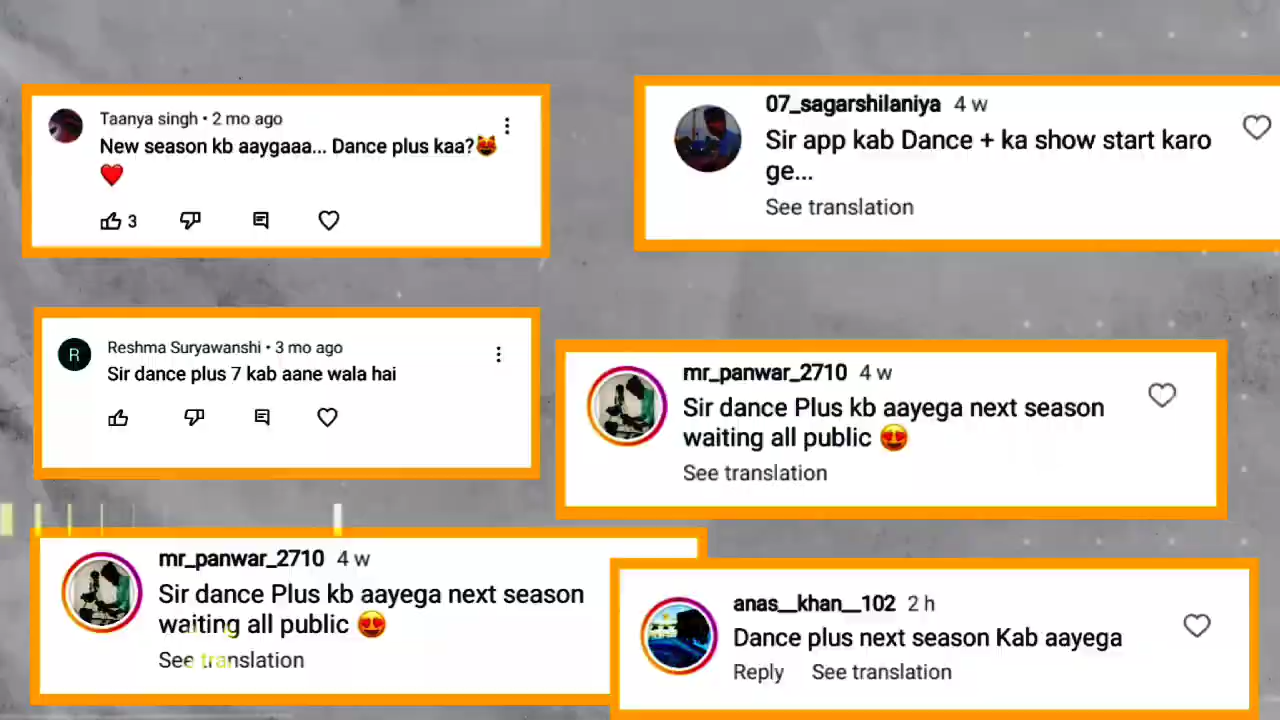 Taanya singh • 2 mo ago
New season kb aaygaaa... Dance plus kaa?😻
❤️
3
07_sagarshilaniya 4 w
Sir app kab Dance + ka show start karo
ge...
See translation
R
Reshma Suryawanshi • 3 mo ago
Sir dance plus 7 kab aane wala hai
mr_panwar_2710 4 w
Sir dance Plus kb aayega next season
waiting all public 😍
See translation
mr_panwar_2710 4 w
Sir dance Plus kb aayega next season
waiting all public 😍
See translation
anas__khan__102 2 h
Dance plus next season Kab aayega
Reply See translation